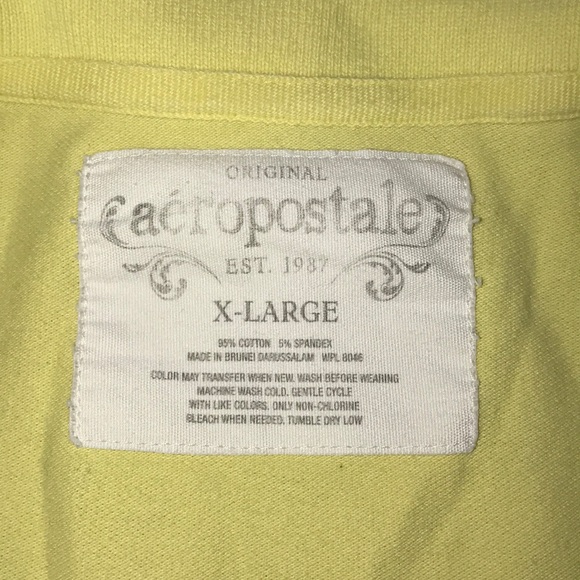 ORIGINAL
aéropostale
EST. 1987
X-LARGE
95% COTTON 5% SPANDEX
MADE IN BRUNEI DARUSSALAM WPL 8046
COLOR MAY TRANSFER WHEN NEW. WASH BEFORE WEARING
MACHINE WASH COLD. GENTLE CYCLE
WITH LIKE COLORS. ONLY NON-CHLORINE
BLEACH WHEN NEEDED. TUMBLE DRY LOW